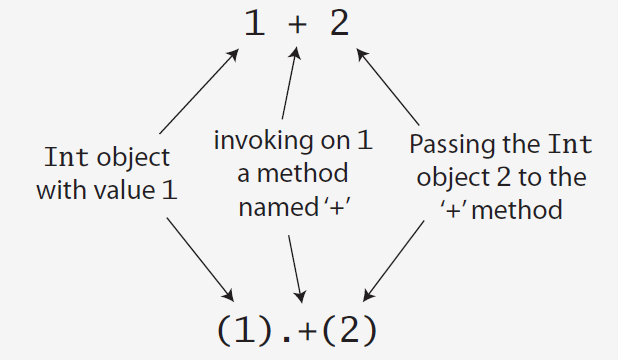 1 + 2
Int object
with value 1
invoking on 1
a method
named ‘+’
Passing the Int
object 2 to the
‘+’ method
(1).+(2)